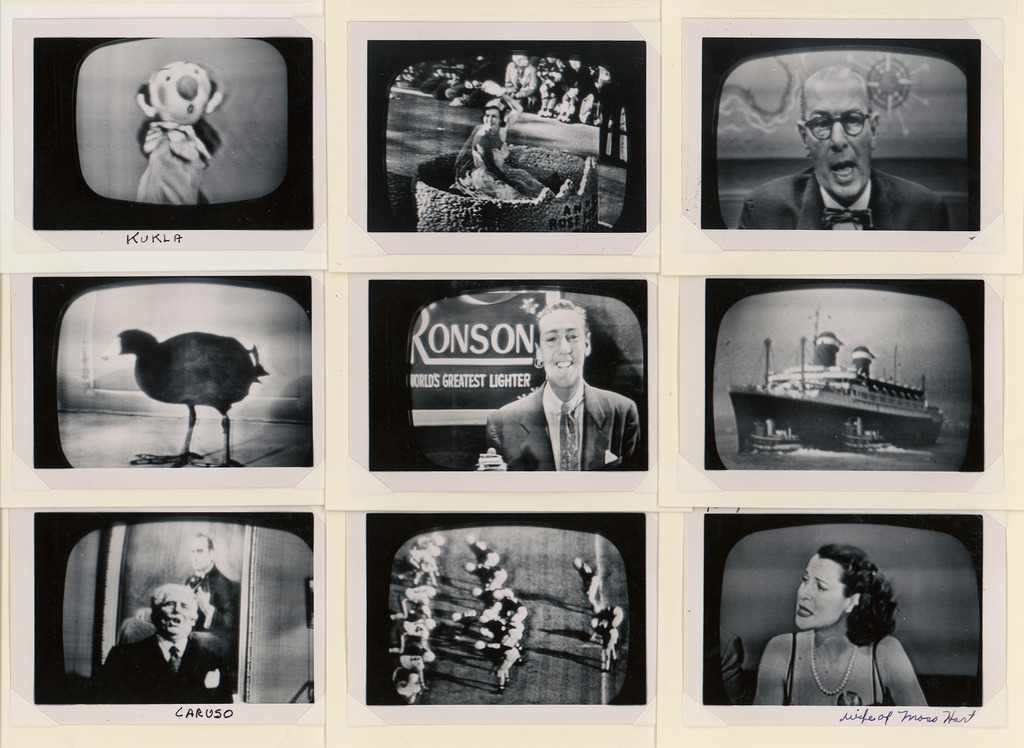 KUKLA
RONSON
WORLD'S GREATEST LIGHTER
CARUSO
wife of Moss Hart